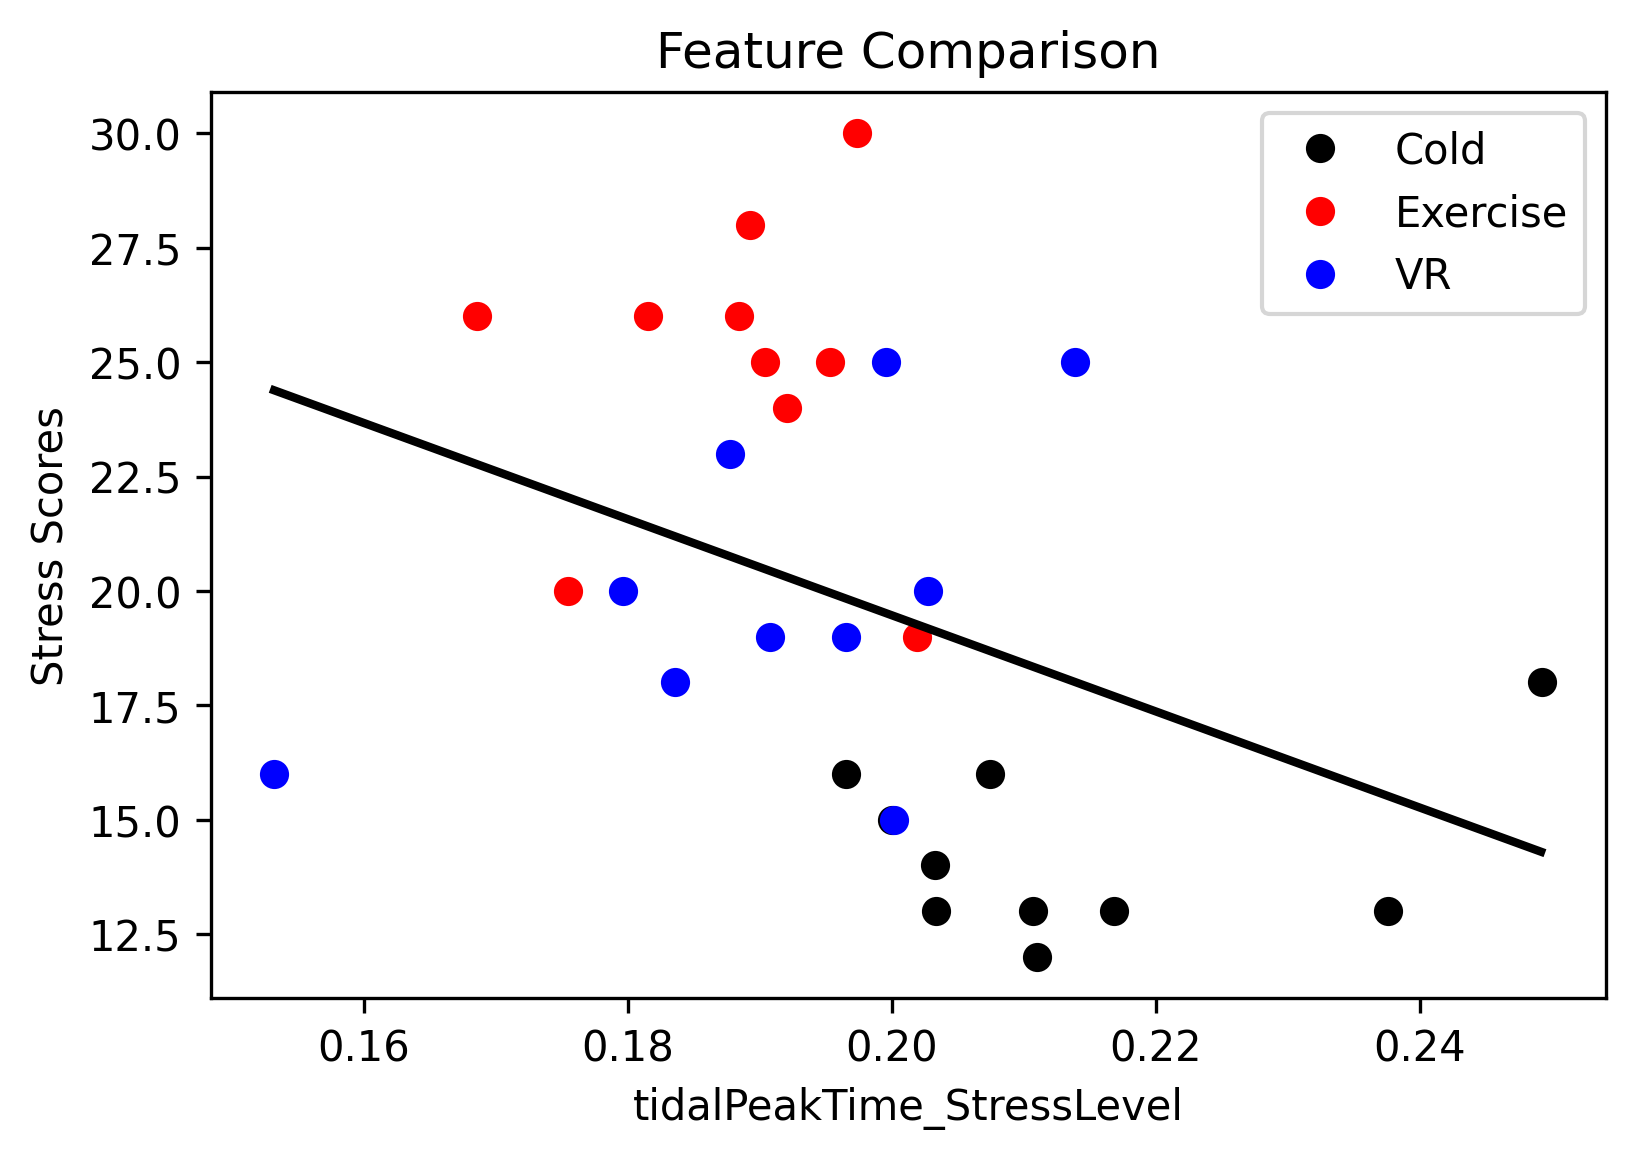 Feature Comparison
30.0
27.5
25.0
22.5
20.0
17.5
15.0
12.5
Stress Scores
Cold
Exercise
VR
0.16 0.18 0.20 0.22 0.24
tidalPeakTime_StressLevel